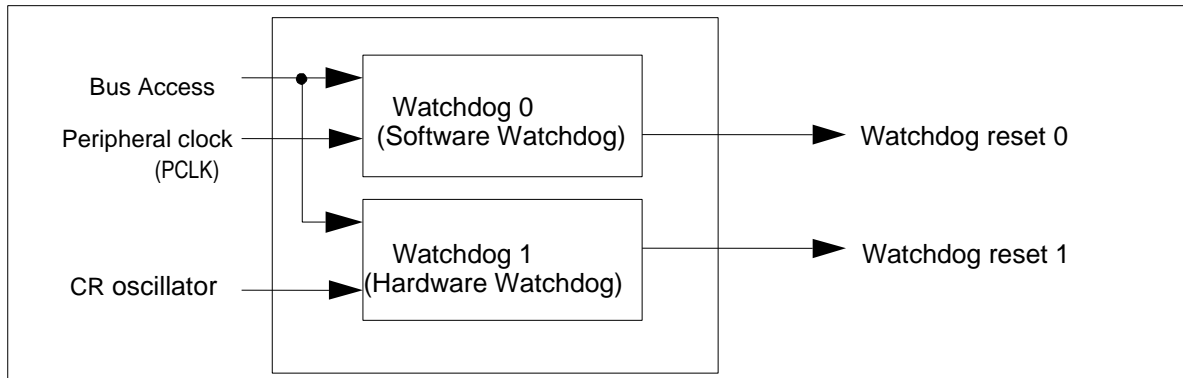 Bus Access
Peripheral clock
(PCLK)
CR oscillator
Watchdog 0
(Software Watchdog)
Watchdog 1
(Hardware Watchdog)
Watchdog reset 0
Watchdog reset 1